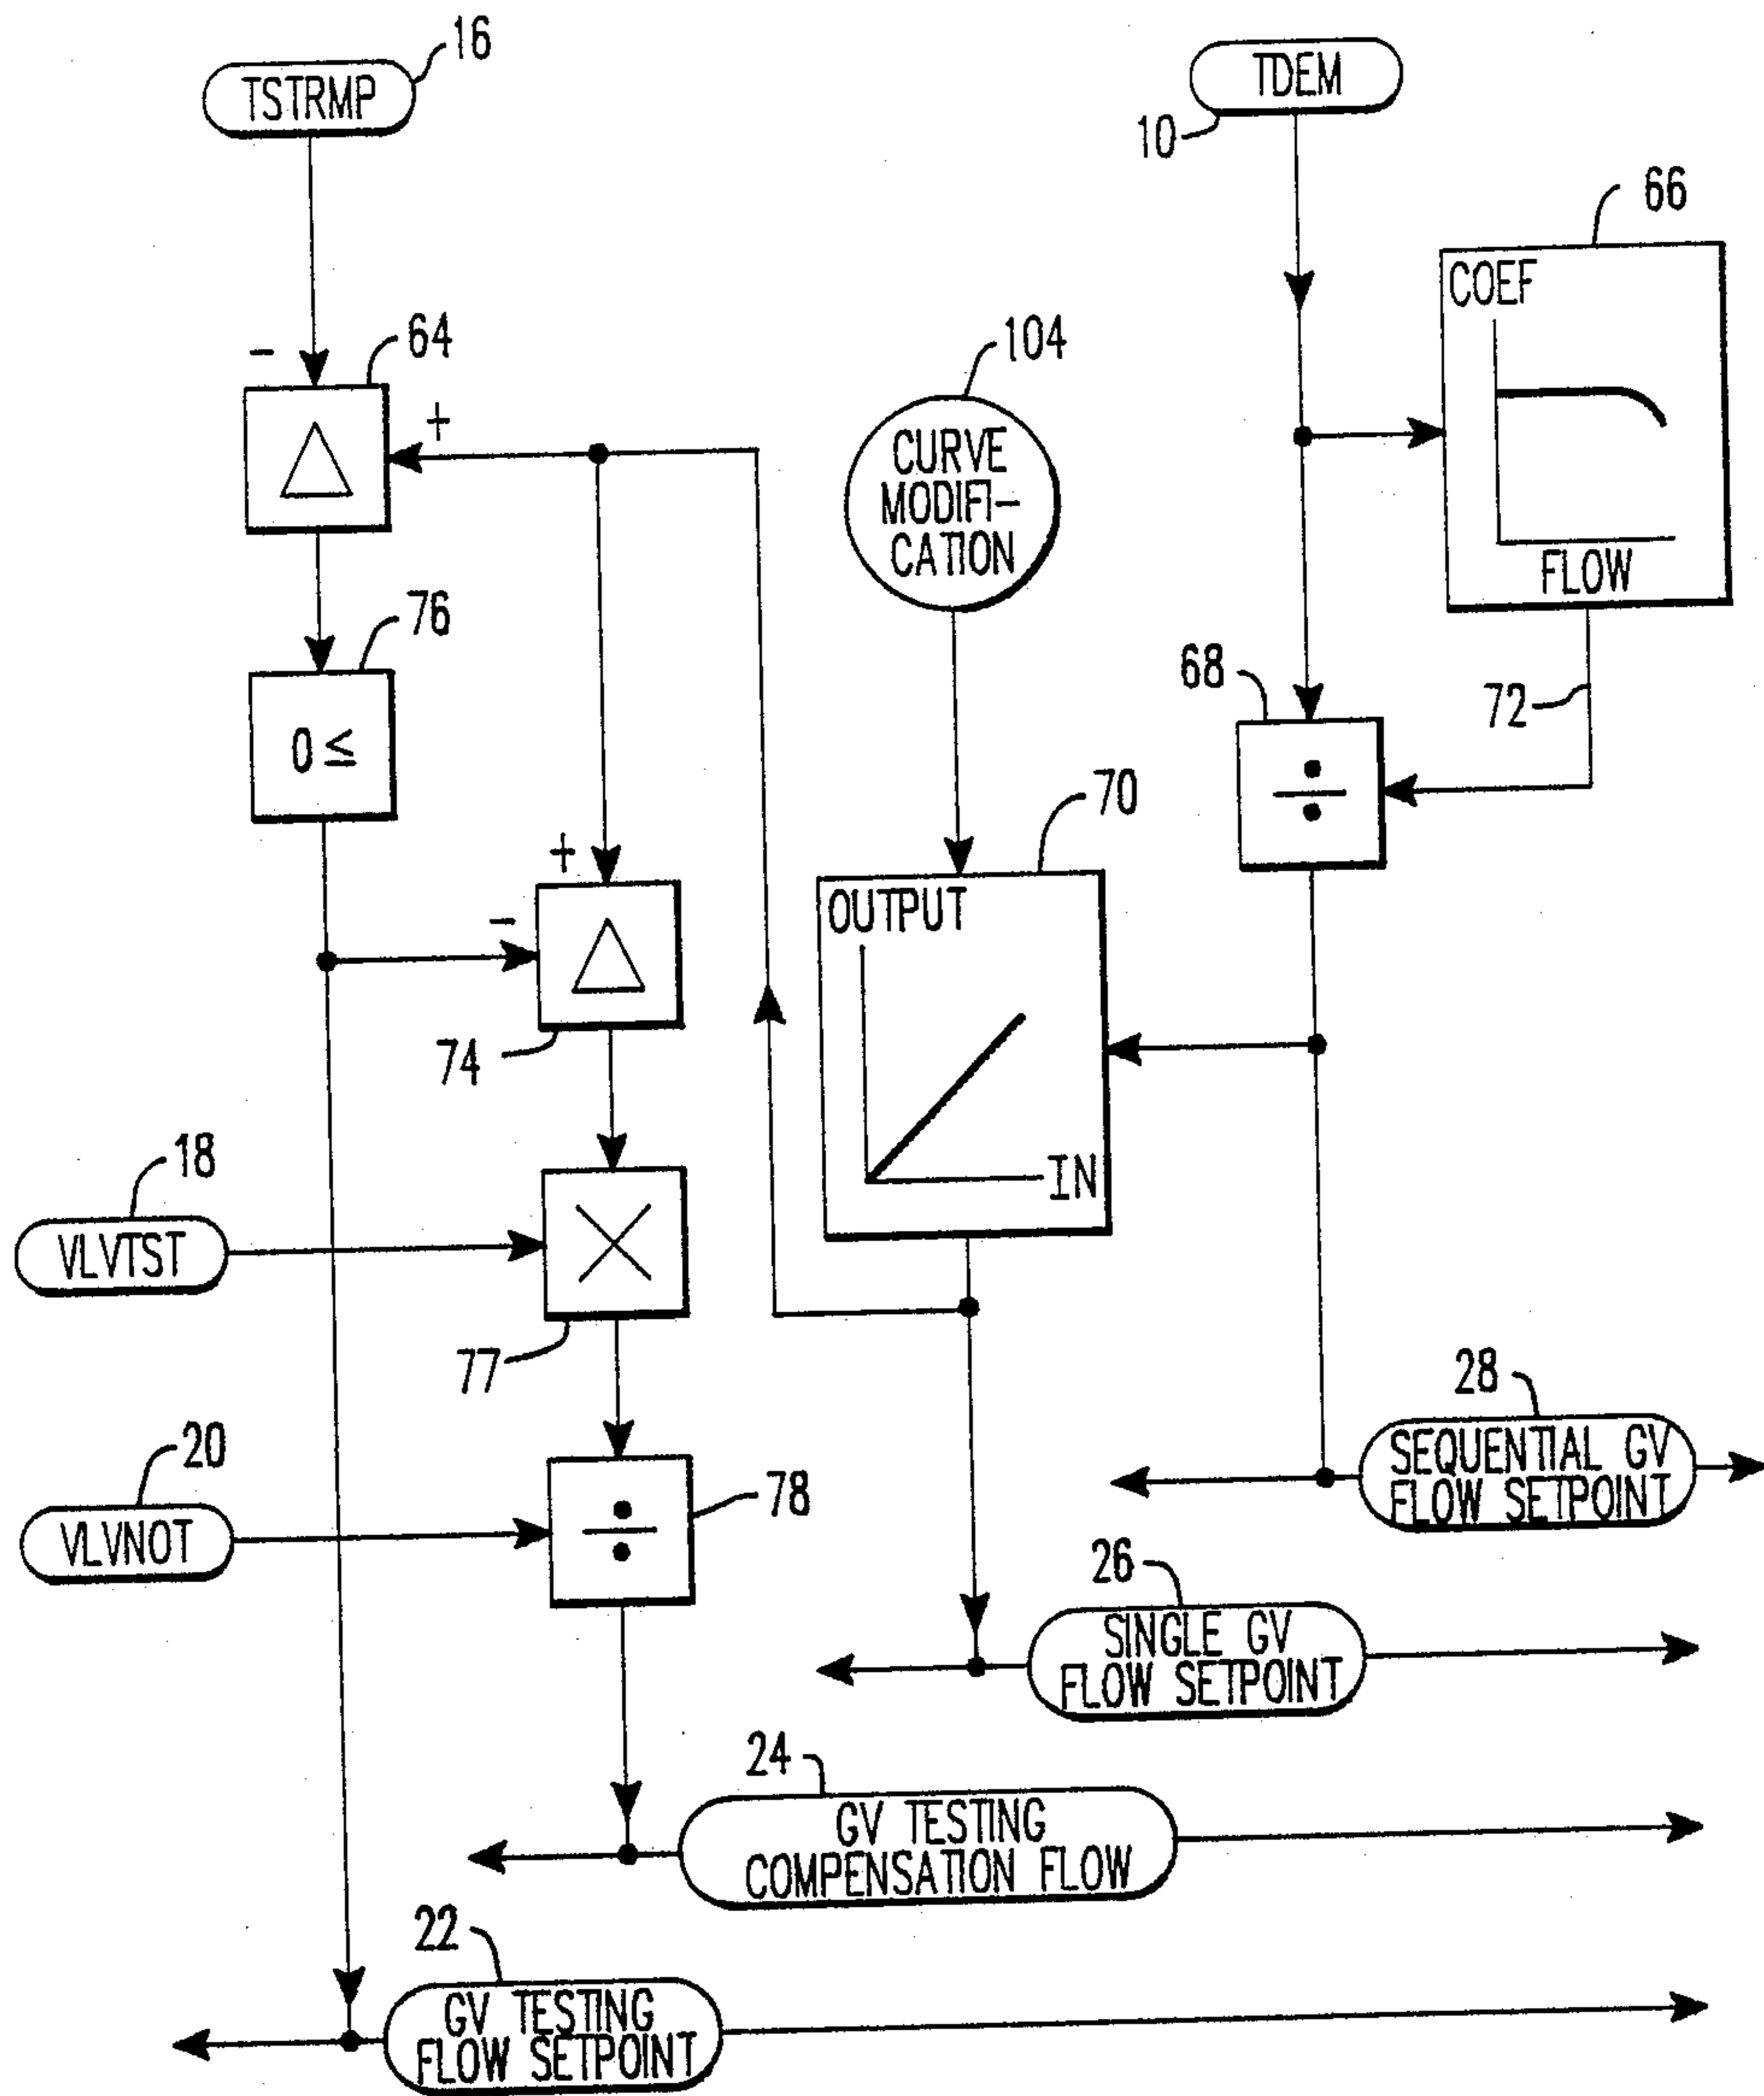 16
TSTRMP
TDEM
10
66
COEF
FLOW
72
-
64
+
△
104
CURVE
MODIFI-
CATION
76
0≤
68
÷
70
OUTPUT
IN
+
-
△
74
18
VLVTST
×
77
20
VLVNOT
÷
78
28
SEQUENTIAL GV
FLOW SETPOINT
26
SINGLE GV
FLOW SETPOINT
24
GV TESTING
COMPENSATION FLOW
22
GV TESTING
FLOW SETPOINT